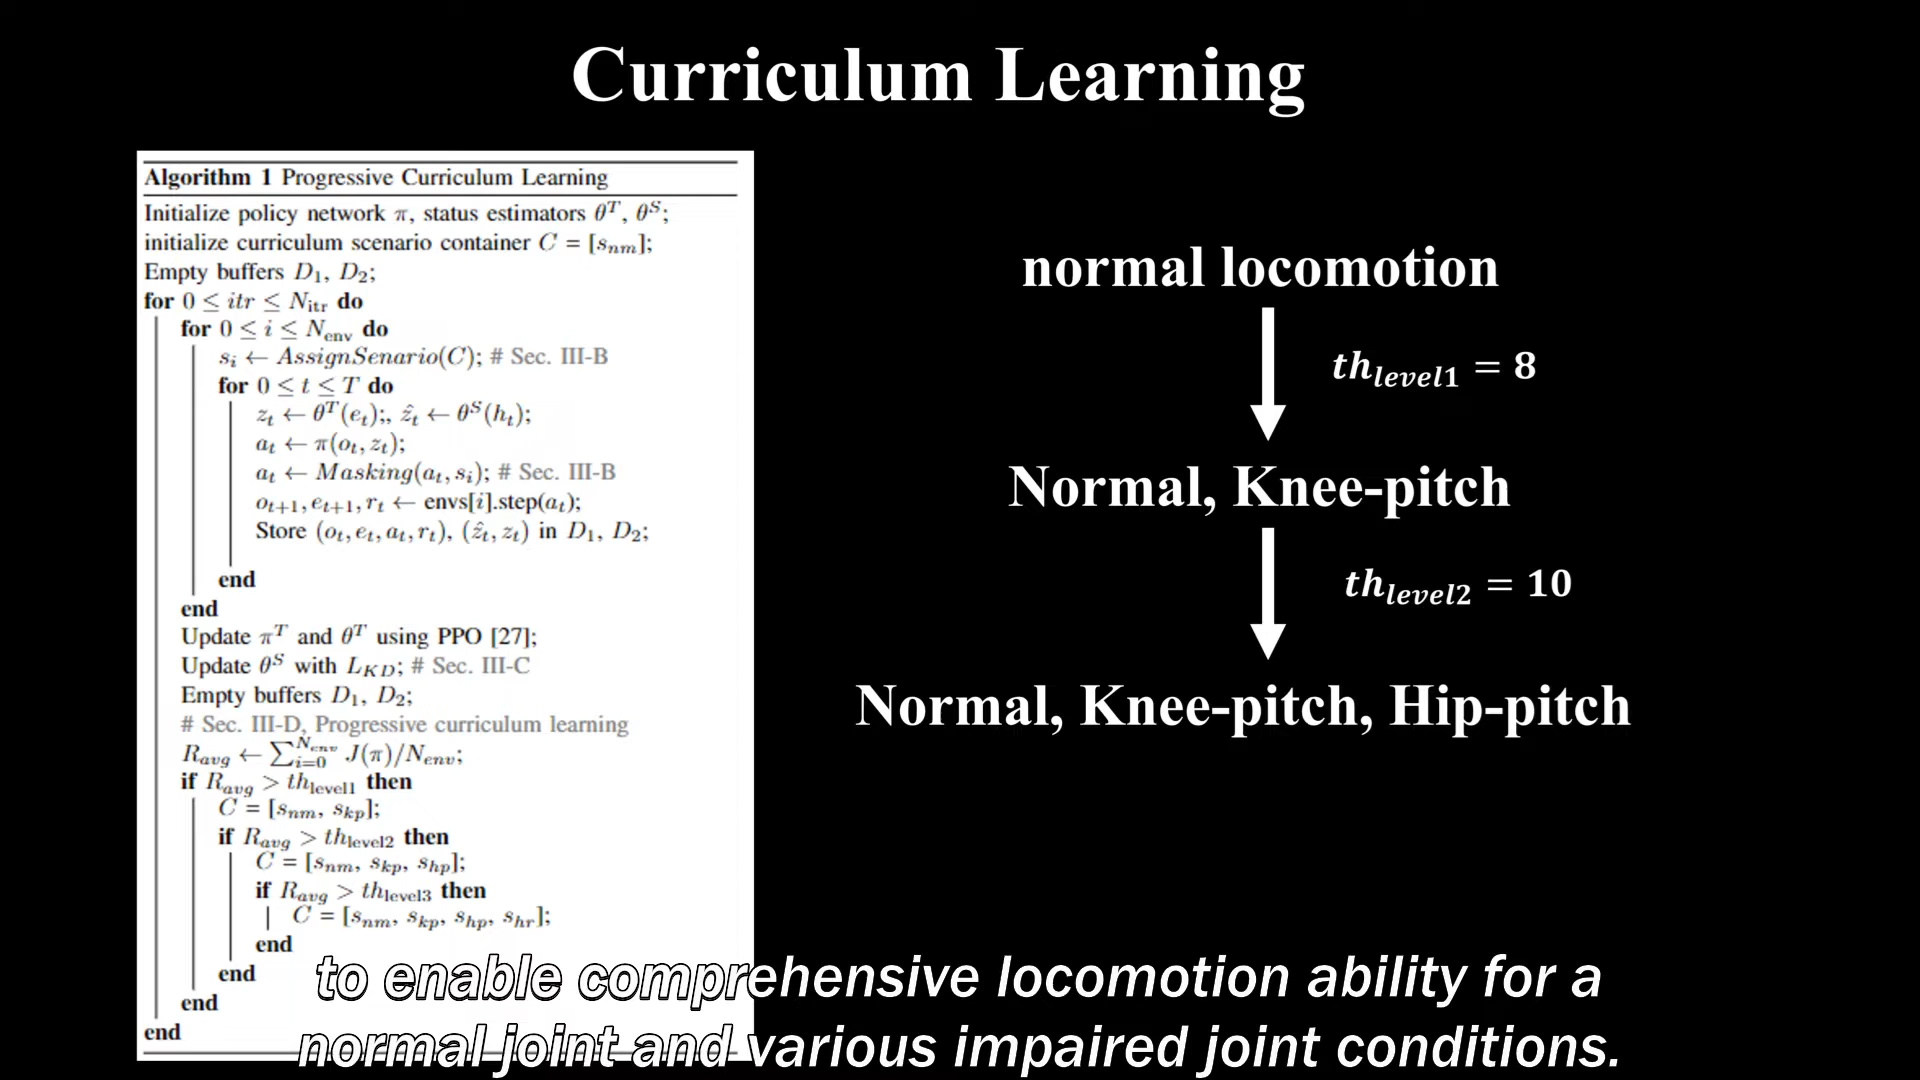 Curriculum Learning
Algorithm 1 Progressive Curriculum Learning
Initialize policy network π, status estimators θ^T, θ^S;
initialize curriculum scenario container C = [s_nm];
Empty buffers D_1, D_2;
for 0 ≤ itr ≤ N_itr do
for 0 ≤ i ≤ N_env do
s_i ← AssignSenario(C); # Sec. III-B
for 0 ≤ t ≤ T do
z_t ← θ^T(e_t);, ẑ_t ← θ^S(h_t);
a_t ← π(o_t, z_t);
a_t ← Masking(a_t, s_i); # Sec. III-B
o_t+1, e_t+1, r_t ← envs[i].step(a_t);
Store (o_t, e_t, a_t, r_t), (ẑ_t, z_t) in D_1, D_2;
end
end
Update π^T and θ^T using PPO [27];
Update θ^S with L_KD; # Sec. III-C
Empty buffers D_1, D_2;
# Sec. III-D, Progressive curriculum learning
R_avg ← ∑_{i=0}^{N_env} J(π)/N_env;
if R_avg > th_level1 then
C = [s_nm, s_kp];
if R_avg > th_level2 then
C = [s_nm, s_kp, s_hp];
if R_avg > th_level3 then
C = [s_nm, s_kp, s_hp, s_hr];
end
end
end
end
normal locomotion
th_level1 = 8
Normal, Knee-pitch
th_level2 = 10
Normal, Knee-pitch, Hip-pitch
to enable comprehensive locomotion ability for a
normal joint and various impaired joint conditions.